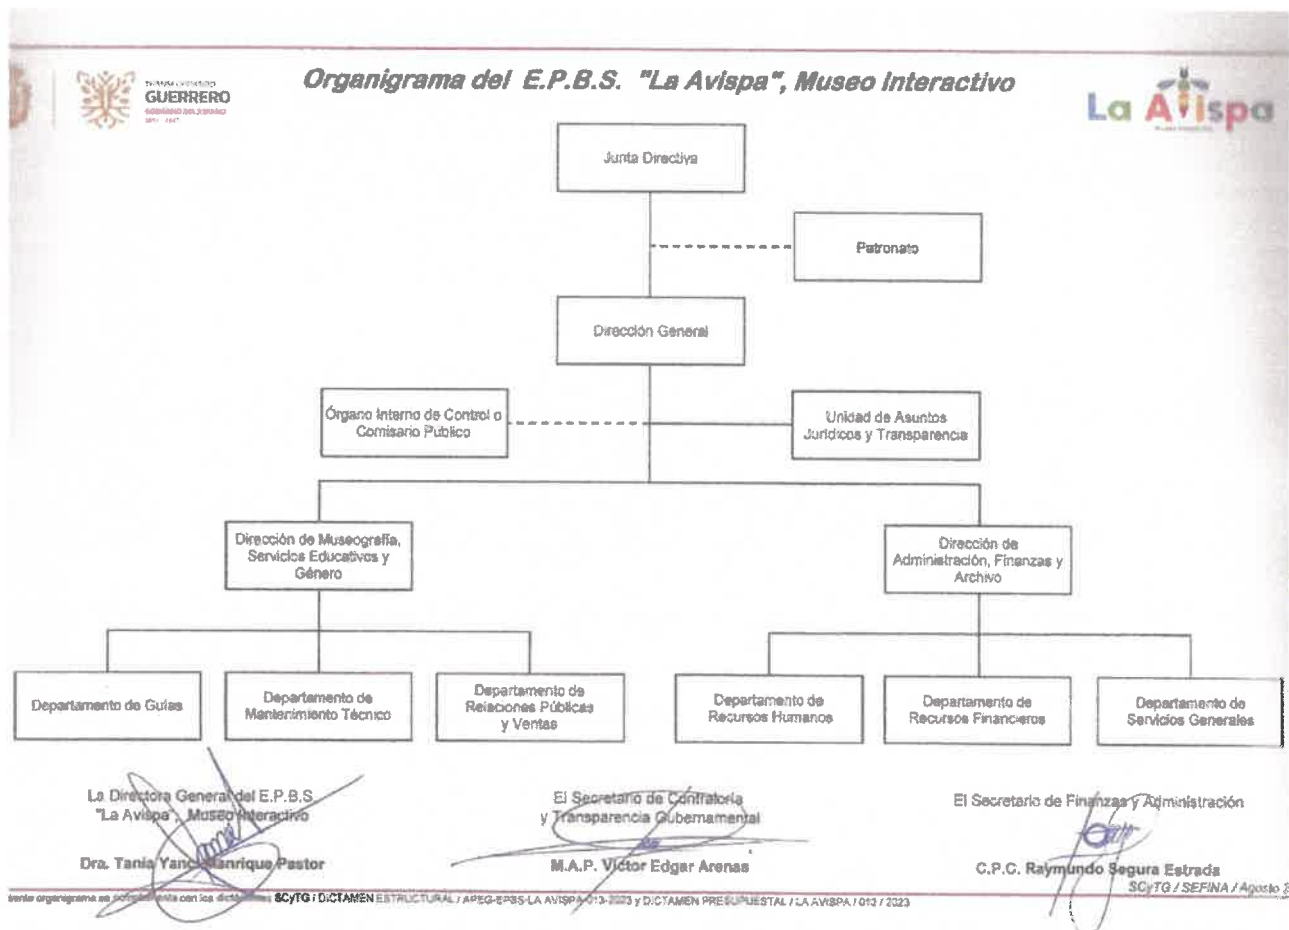 Organigrama del E.P.B.S. "La Avispa", Museo Interactivo
GUERRERO
La Avispa
Junta Directiva
Patronato
Dirección General
Órgano Interno de Control o
Comisario Público
Unidad de Asuntos
Jurídicos y Transparencia
Dirección de Museografía,
Servicios Educativos y
Género
Dirección de
Administración, Finanzas y
Archivo
Departamento de Guías
Departamento de
Mantenimiento Técnico
Departamento de
Relaciones Públicas
y Ventas
Departamento de
Recursos Humanos
Departamento de
Recursos Financieros
Departamento de
Servicios Generales
La Directora General del E.P.B.S.
"La Avispa", Museo Interactivo
Dra. Tania Manrique Pastor
El Secretario de Contraloría
y Transparencia Gubernamental
M.A.P. Víctor Edgar Arenas
El Secretario de Finanzas y Administración
C.P.C. Raymundo Segura Estrada
SCyTG / SEFINA / Agosto
organigrama se con los SCyTG / DICTAMEN ESTRUCTURAL / APEG-EPBS-LA AVISPA-013-2023 y DICTAMEN PRESUPUESTAL / LA AVISPA / 013 / 2023